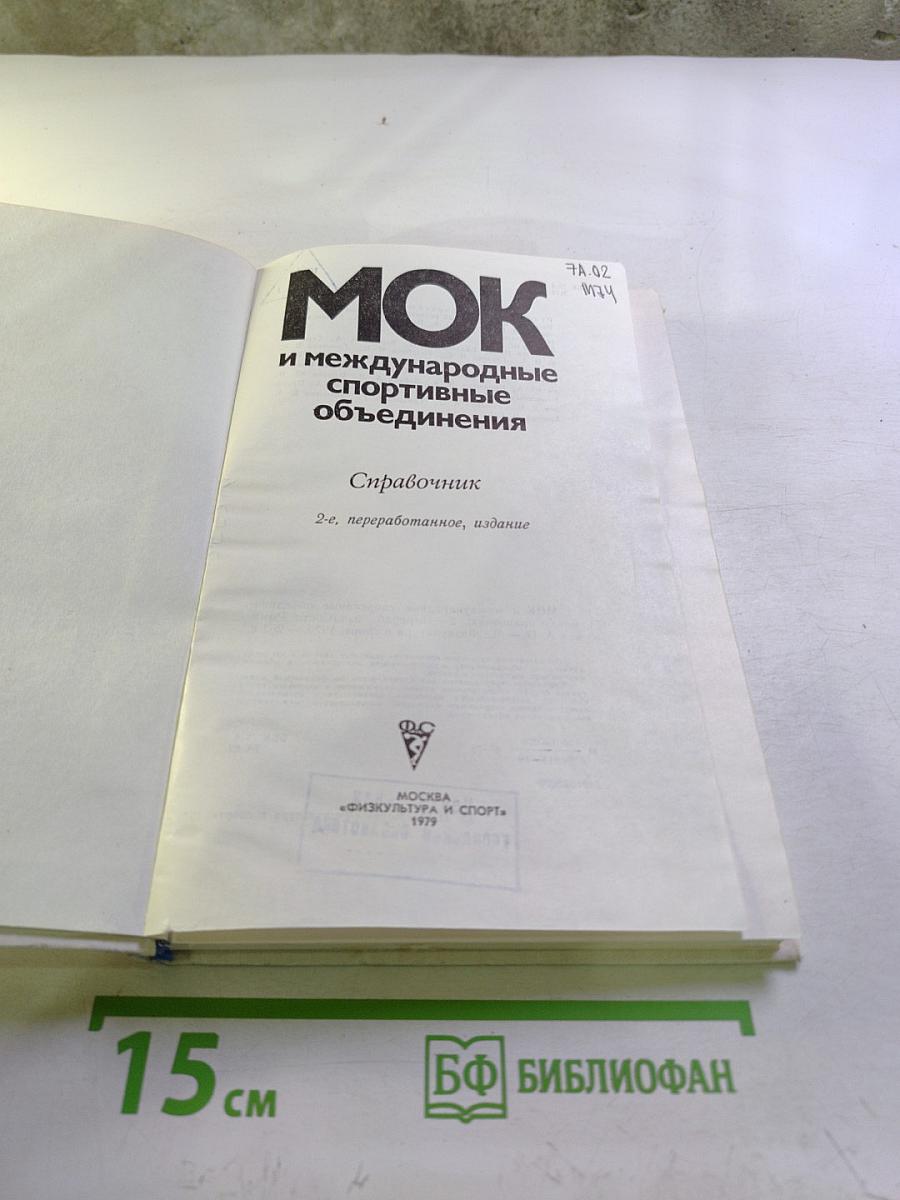 МОК
и международные
спортивные
объединения
7А.02
М74
Справочник
2-е, переработанное, издание
ФиС
МОСКВА
«ФИЗКУЛЬТУРА И СПОРТ»
1979
15 см
БФ БИБЛИОФАН